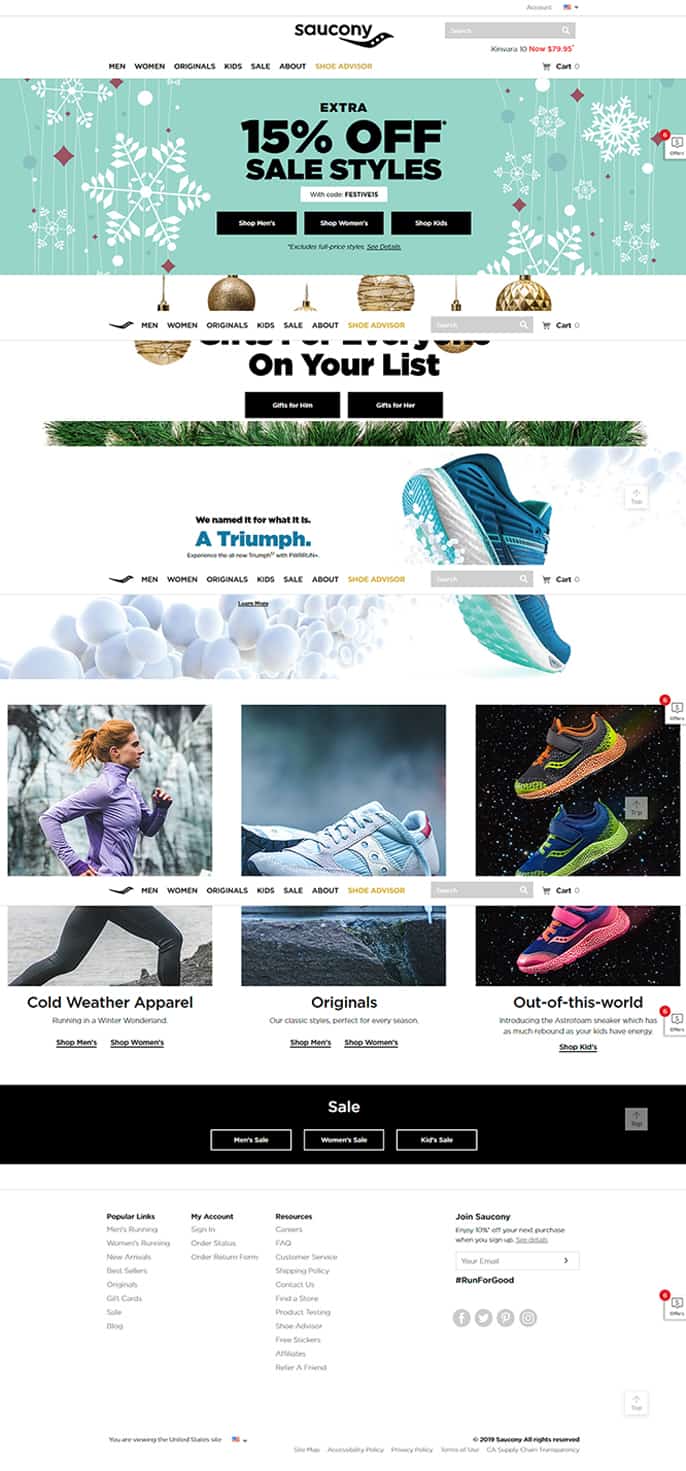 Account
saucony
Search
Kinvara 10 Now $79.95*
MEN WOMEN ORIGINALS KIDS SALE ABOUT SHOE ADVISOR
Cart 0
EXTRA
15% OFF*
SALE STYLES
With code: FESTIVE15
Shop Men's Shop Women's Shop Kids
*Excludes full-price styles. See Details.
6
5
Offers
MEN WOMEN ORIGINALS KIDS SALE ABOUT SHOE ADVISOR Search Cart 0
Gifts For Everyone
On Your List
Gifts for Him Gifts for Her
Top
We named it for what it is.
A Triumph.
Experience the all-new Triumph17 with PWRRUN+.
MEN WOMEN ORIGINALS KIDS SALE ABOUT SHOE ADVISOR Search Cart 0
Learn More
6
5
Offers
Top
MEN WOMEN ORIGINALS KIDS SALE ABOUT SHOE ADVISOR Search Cart 0
Cold Weather Apparel
Running in a Winter Wonderland.
Shop Men's Shop Women's
Originals
Our classic styles, perfect for every season.
Shop Men's Shop Women's
Out-of-this-world
Introducing the Astrofoam sneaker which has
as much rebound as your kids have energy.
Shop Kid's
6
5
Offers
Sale
Men's Sale Women's Sale Kid's Sale
Top
Popular Links
Men's Running
Women's Running
New Arrivals
Best Sellers
Originals
Gift Cards
Sale
Blog
My Account
Sign In
Order Status
Order Return Form
Resources
Careers
FAQ
Customer Service
Shipping Policy
Contact Us
Find a Store
Product Testing
Shoe Advisor
Free Stickers
Affiliates
Refer A Friend
Join Saucony
Enjoy 10%* off your next purchase
when you sign up. See details
Your Email
#RunForGood
6
5
Offers
Top
You are viewing the United States site
© 2019 Saucony All rights reserved
Site Map Accessibility Policy Privacy Policy Terms of Use CA Supply Chain Transparency